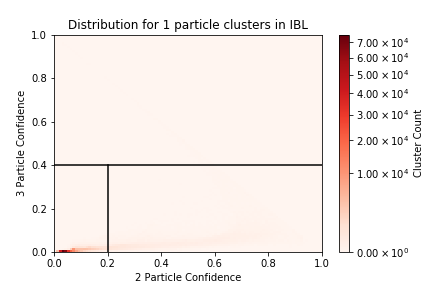 Distribution for 1 particle clusters in IBL
1.0
0.8
0.6
0.4
0.2
0.0
3 Particle Confidence
0.0 0.2 0.4 0.6 0.8 1.0
2 Particle Confidence
7.00 × 10⁴
6.00 × 10⁴
5.00 × 10⁴
4.00 × 10⁴
3.00 × 10⁴
2.00 × 10⁴
1.00 × 10⁴
0.00 × 10⁰
Cluster Count